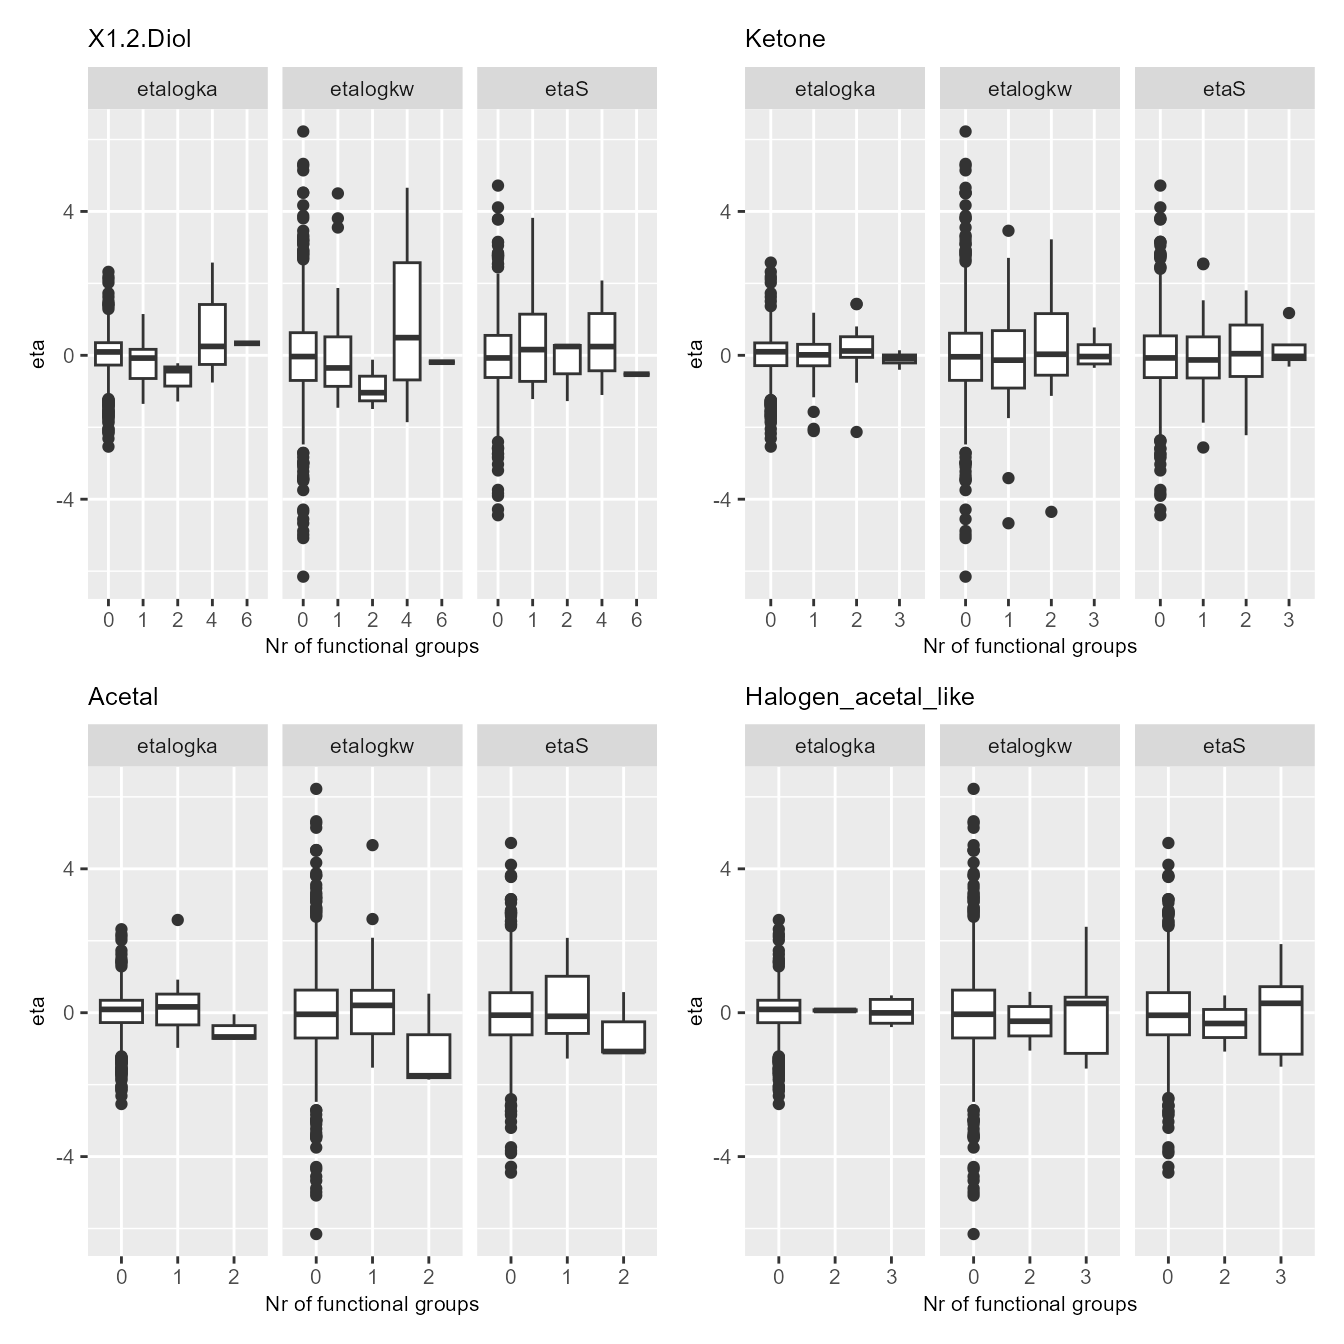 X1.2.Diol
etalogka etalogkw etaS
eta
4
0
-4
0 1 2 4 6 0 1 2 4 6 0 1 2 4 6
Nr of functional groups
Ketone
etalogka etalogkw etaS
eta
4
0
-4
0 1 2 3 0 1 2 3 0 1 2 3
Nr of functional groups
Acetal
etalogka etalogkw etaS
eta
4
0
-4
0 1 2 0 1 2 0 1 2
Nr of functional groups
Halogen_acetal_like
etalogka etalogkw etaS
eta
4
0
-4
0 2 3 0 2 3 0 2 3
Nr of functional groups